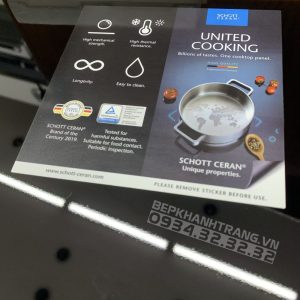 SCHOTT
CERAN
UNITED
COOKING
Billions of tastes. One cooktop panel.
High mechanical
strength.
High thermal
resistance.
Longevity.
Easy to clean.
SCHOTT CERAN®
Brand of the
Century 2019.
Tested for
harmful substances.
Suitable for food contact.
Periodic Inspection.
SCHOTT CERAN®
Unique properties.
www.schott-ceran.com
PLEASE REMOVE STICKER BEFORE USE.
BEPKHANHTRANG.VN
0934.32.32.32